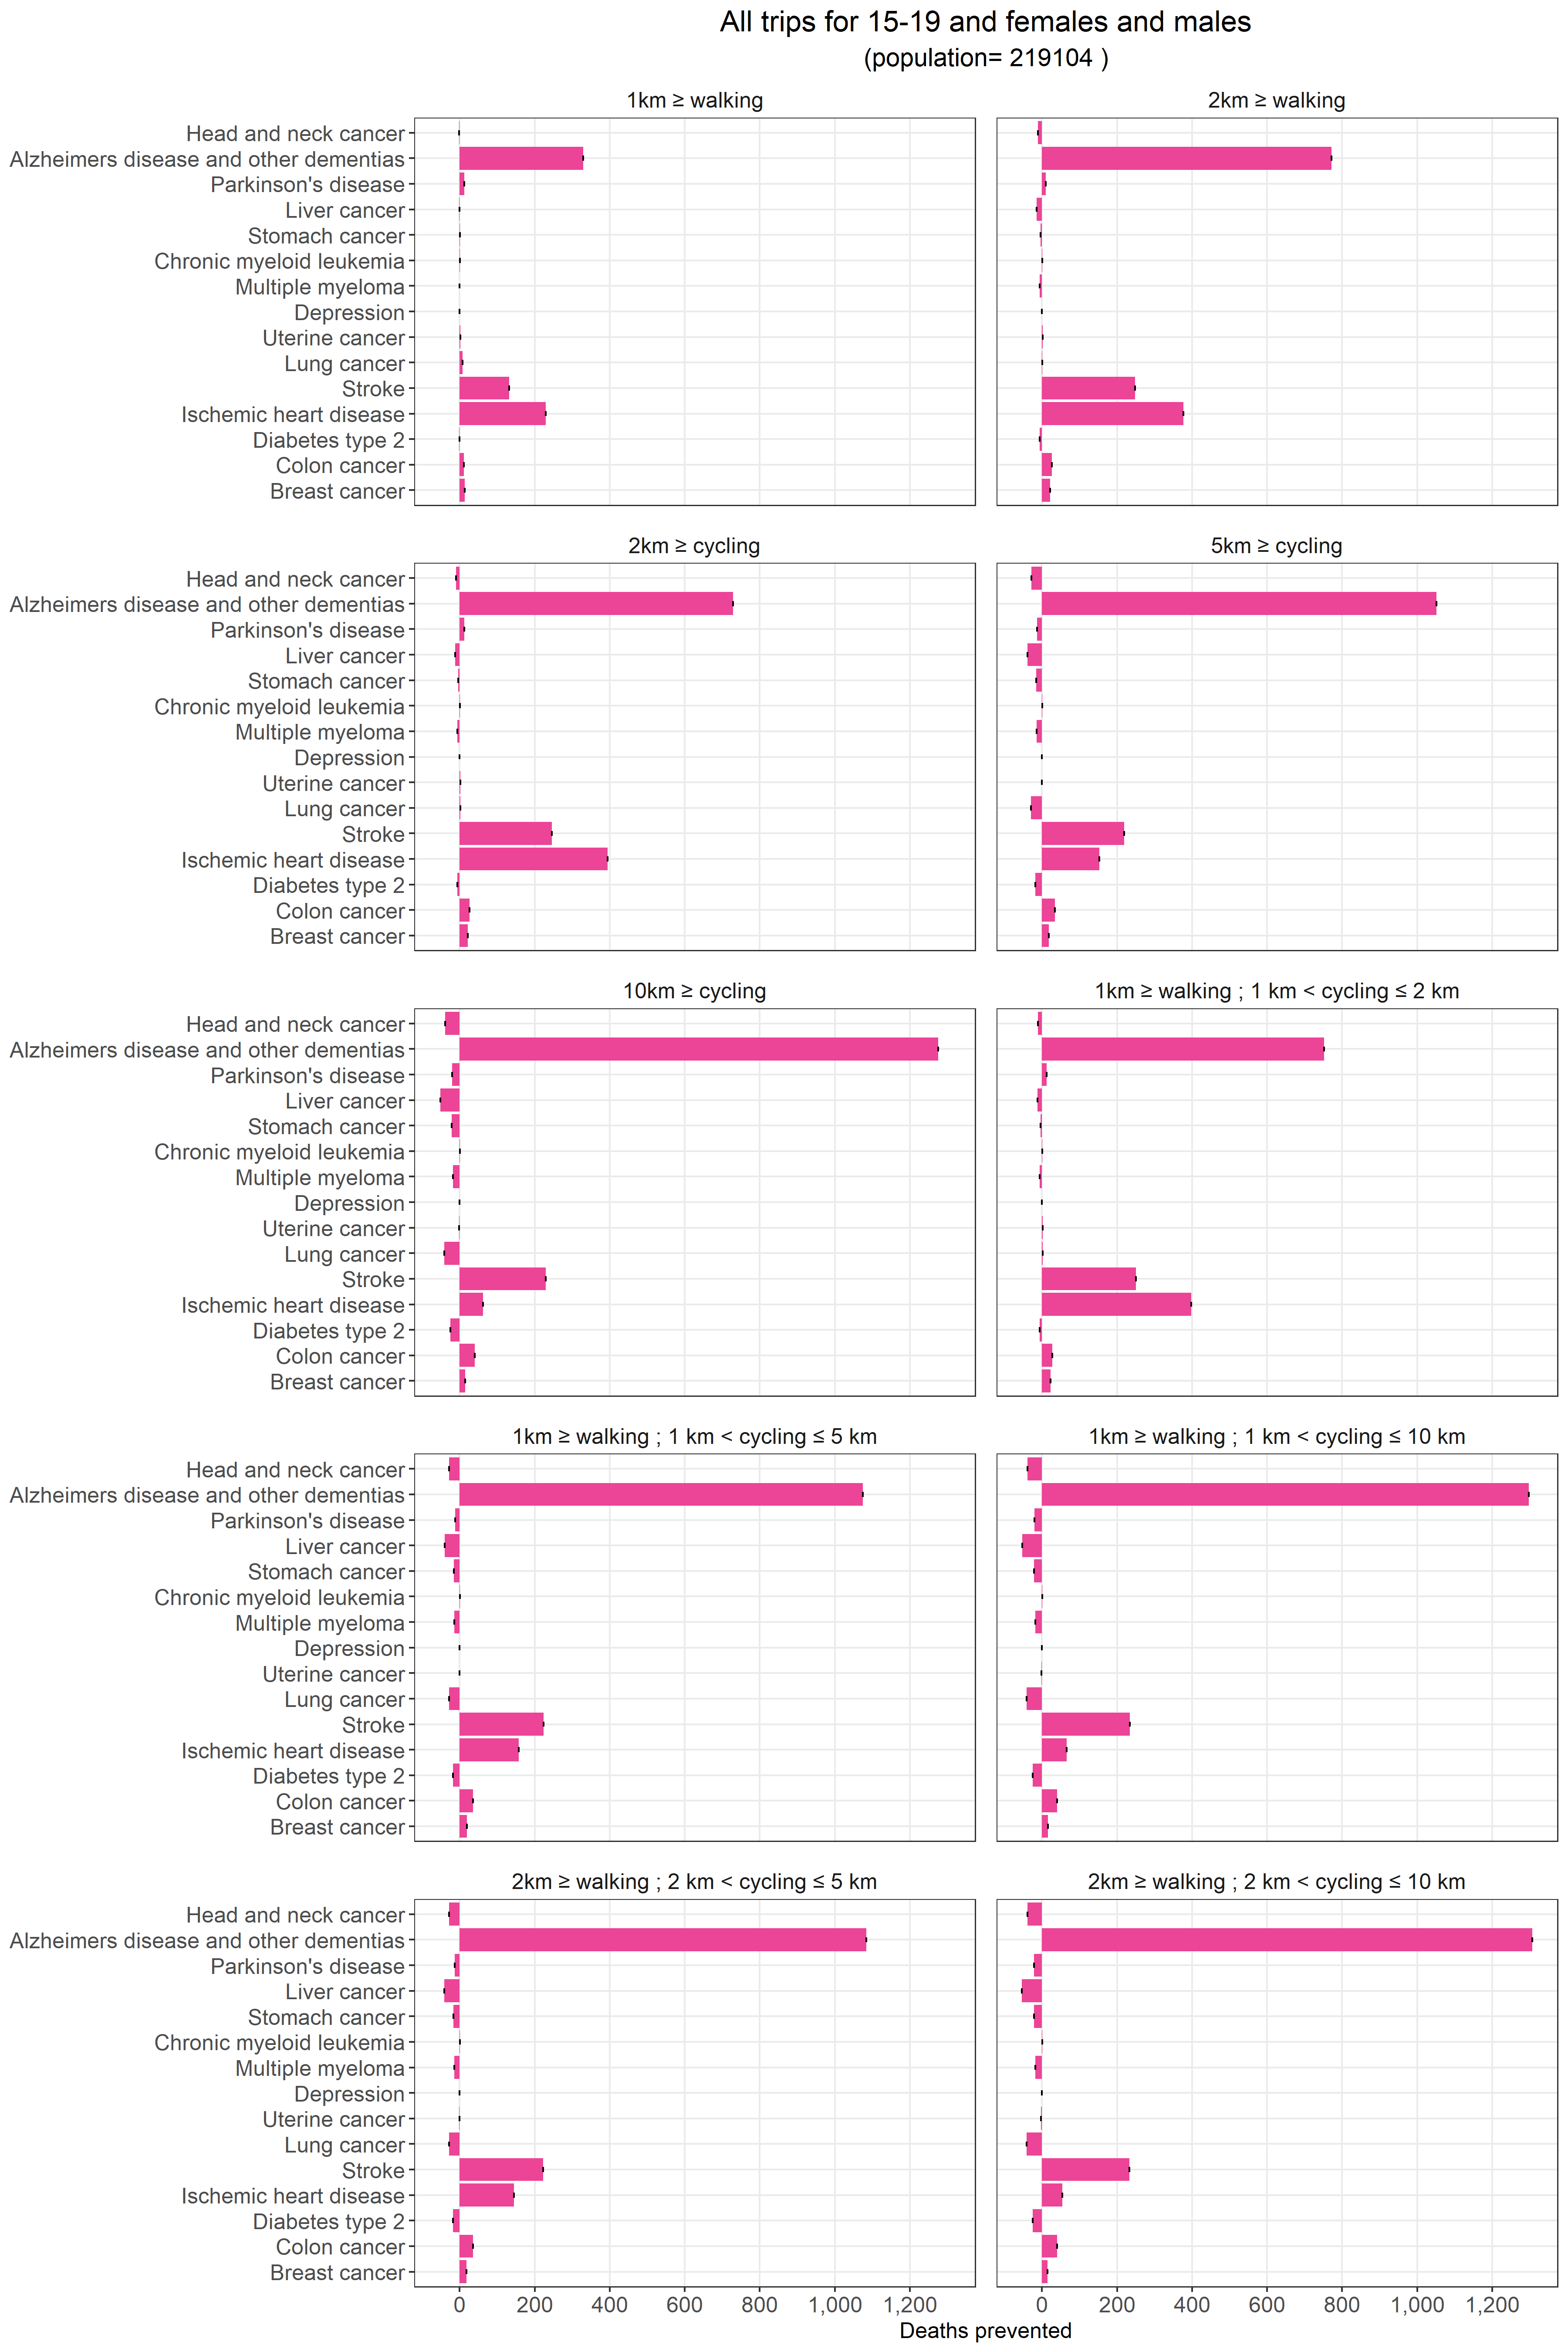 All trips for 15-19 and females and males
(population= 219104 )
1km ≥ walking
2km ≥ walking
Head and neck cancer
Alzheimers disease and other dementias
Parkinson's disease
Liver cancer
Stomach cancer
Chronic myeloid leukemia
Multiple myeloma
Depression
Uterine cancer
Lung cancer
Stroke
Ischemic heart disease
Diabetes type 2
Colon cancer
Breast cancer
2km ≥ cycling
5km ≥ cycling
Head and neck cancer
Alzheimers disease and other dementias
Parkinson's disease
Liver cancer
Stomach cancer
Chronic myeloid leukemia
Multiple myeloma
Depression
Uterine cancer
Lung cancer
Stroke
Ischemic heart disease
Diabetes type 2
Colon cancer
Breast cancer
10km ≥ cycling
1km ≥ walking ; 1 km < cycling ≤ 2 km
Head and neck cancer
Alzheimers disease and other dementias
Parkinson's disease
Liver cancer
Stomach cancer
Chronic myeloid leukemia
Multiple myeloma
Depression
Uterine cancer
Lung cancer
Stroke
Ischemic heart disease
Diabetes type 2
Colon cancer
Breast cancer
1km ≥ walking ; 1 km < cycling ≤ 5 km
1km ≥ walking ; 1 km < cycling ≤ 10 km
Head and neck cancer
Alzheimers disease and other dementias
Parkinson's disease
Liver cancer
Stomach cancer
Chronic myeloid leukemia
Multiple myeloma
Depression
Uterine cancer
Lung cancer
Stroke
Ischemic heart disease
Diabetes type 2
Colon cancer
Breast cancer
2km ≥ walking ; 2 km < cycling ≤ 5 km
2km ≥ walking ; 2 km < cycling ≤ 10 km
Head and neck cancer
Alzheimers disease and other dementias
Parkinson's disease
Liver cancer
Stomach cancer
Chronic myeloid leukemia
Multiple myeloma
Depression
Uterine cancer
Lung cancer
Stroke
Ischemic heart disease
Diabetes type 2
Colon cancer
Breast cancer
0 200 400 600 800 1,000 1,200
0 200 400 600 800 1,000 1,200
Deaths prevented